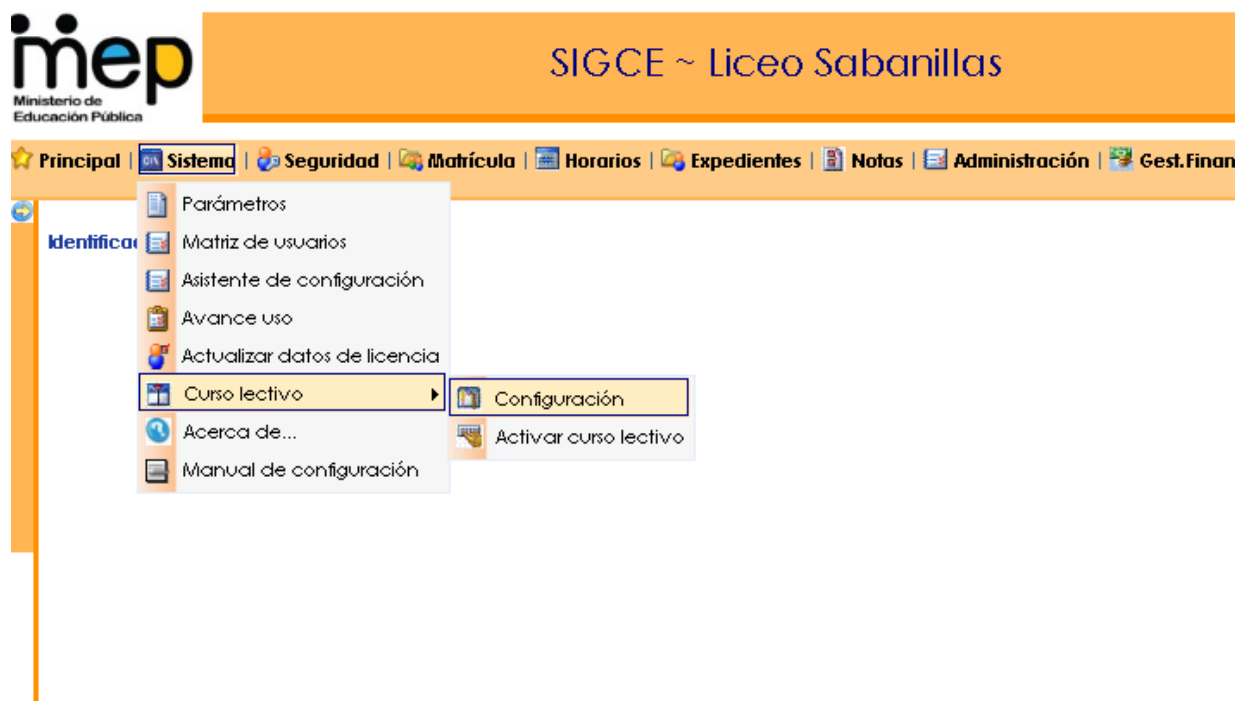 mep
Ministerio de
Educación Pública
SIGCE ~ Liceo Sabanillas
Principal | Sistema | Seguridad | Matrícula | Horarios | Expedientes | Notas | Administración | Gest.Finan
Identifica
Parámetros
Matriz de usuarios
Asistente de configuración
Avance uso
Actualizar datos de licencia
Curso lectivo
Configuración
Activar curso lectivo
Acerca de...
Manual de configuración